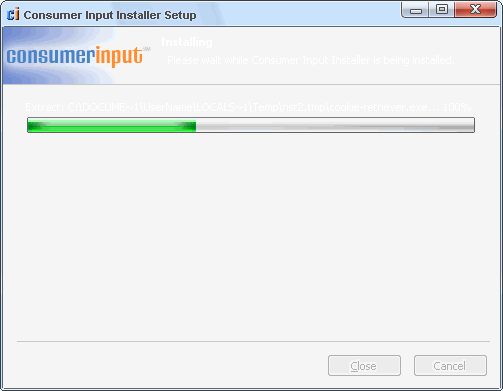 Consumer Input Installer Setup
Installing
Please wait while Consumer Input Installer is being installed.
consumerinput SM
Extract: C:\DOCUME~1\UserName\LOCALS~1\Temp\nst2.tmp\cookie-retriever.exe... 100%
Close
Cancel